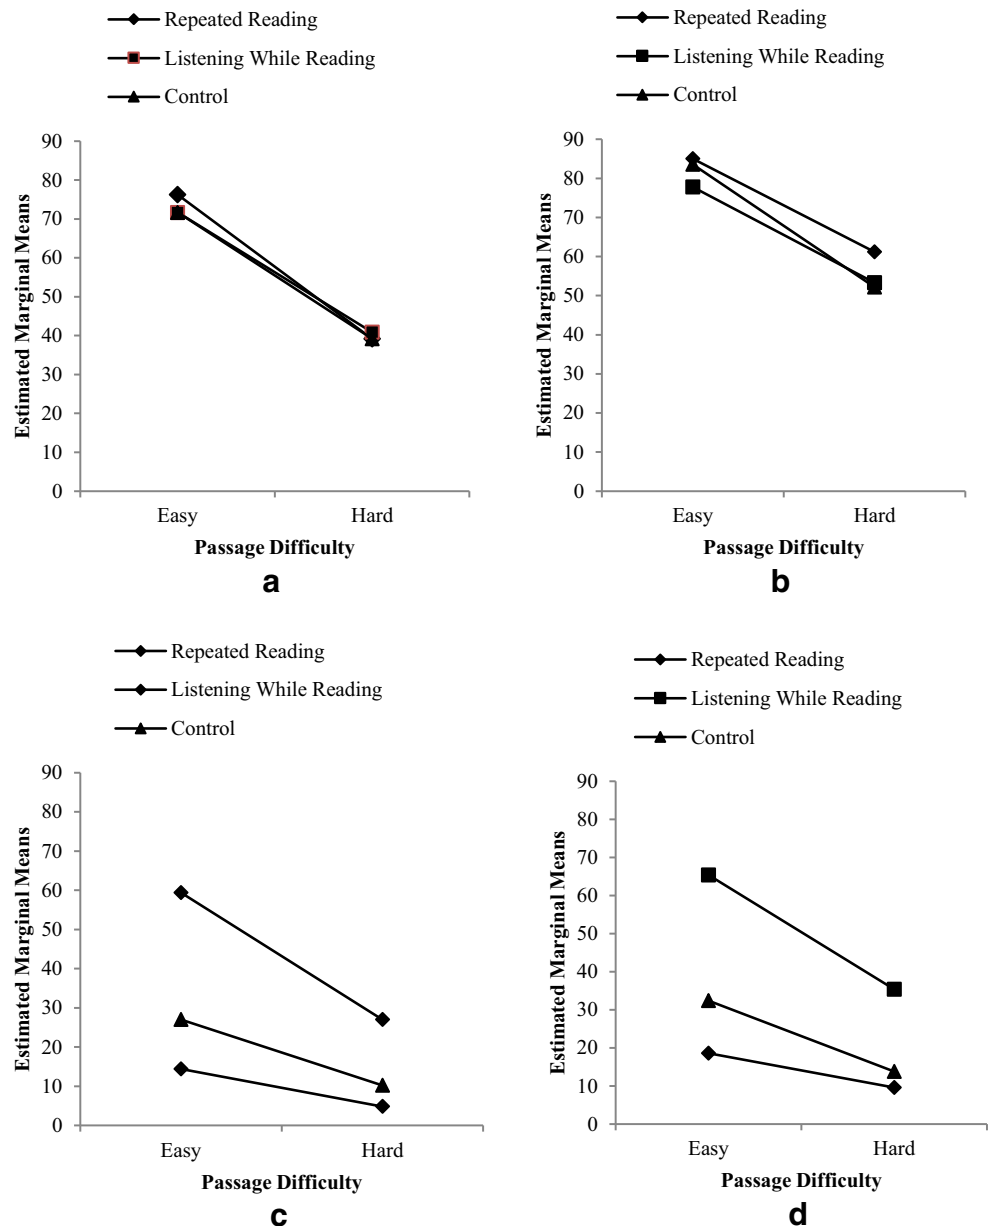 Repeated Reading
Listening While Reading
Control
90
80
70
60
50
40
30
20
10
0
Estimated Marginal Means
Easy
Hard
Passage Difficulty
a
Repeated Reading
Listening While Reading
Control
90
80
70
60
50
40
30
20
10
0
Estimated Marginal Means
Easy
Hard
Passage Difficulty
b
Repeated Reading
Listening While Reading
Control
90
80
70
60
50
40
30
20
10
0
Estimated Marginal Means
Easy
Hard
Passage Difficulty
c
Repeated Reading
Listening While Reading
Control
90
80
70
60
50
40
30
20
10
0
Estimated Marginal Means
Easy
Hard
Passage Difficulty
d